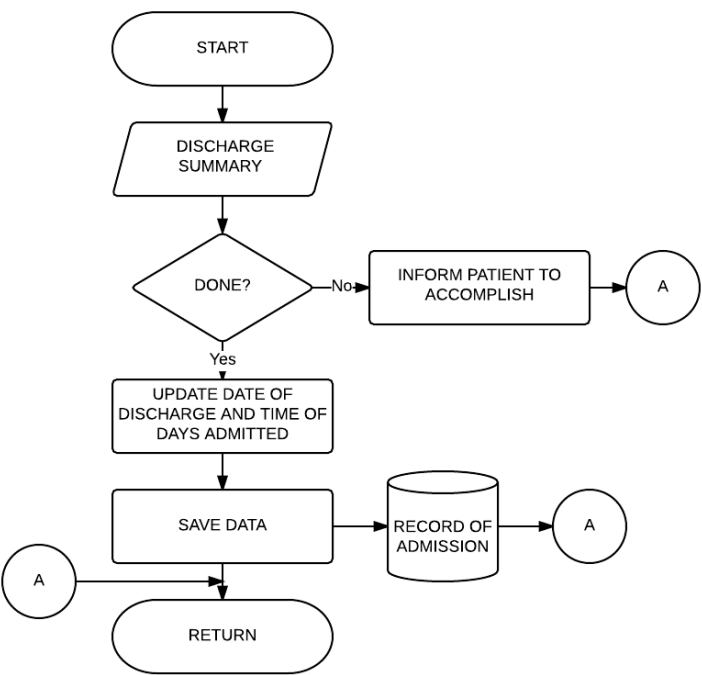 START
DISCHARGE
SUMMARY
DONE?
No
INFORM PATIENT TO
ACCOMPLISH
A
Yes
UPDATE DATE OF
DISCHARGE AND TIME OF
DAYS ADMITTED
SAVE DATA
RECORD OF
ADMISSION
A
A
RETURN